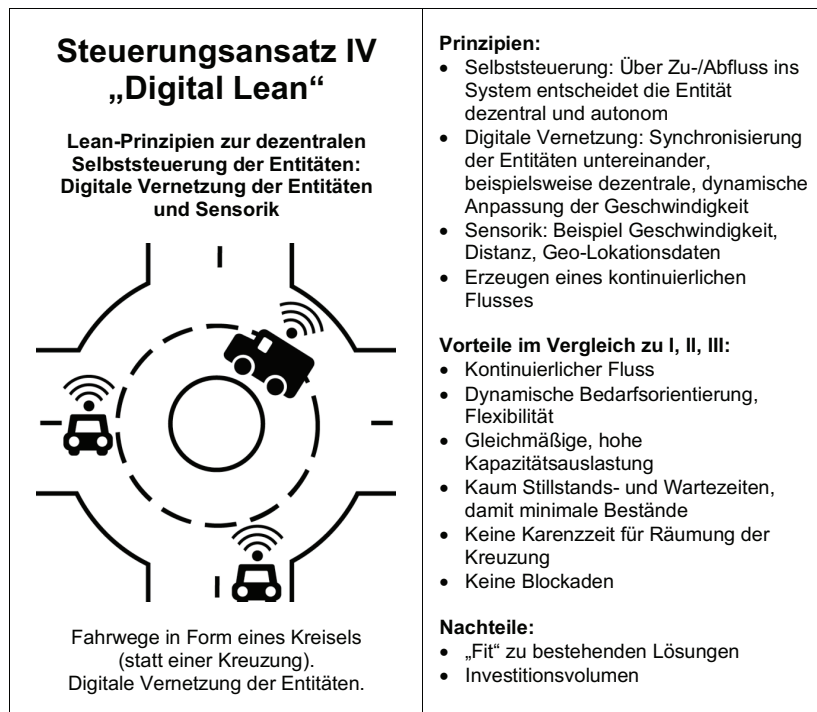 Steuerungsansatz IV
„Digital Lean“
Lean-Prinzipien zur dezentralen
Selbststeuerung der Entitäten:
Digitale Vernetzung der Entitäten
und Sensorik
Fahrwege in Form eines Kreisels
(statt einer Kreuzung).
Digitale Vernetzung der Entitäten.
Prinzipien:
• Selbststeuerung: Über Zu-/Abfluss ins
System entscheidet die Entität
dezentral und autonom
• Digitale Vernetzung: Synchronisierung
der Entitäten untereinander,
beispielsweise dezentrale, dynamische
Anpassung der Geschwindigkeit
• Sensorik: Beispiel Geschwindigkeit,
Distanz, Geo-Lokationsdaten
• Erzeugen eines kontinuierlichen
Flusses
Vorteile im Vergleich zu I, II, III:
• Kontinuierlicher Fluss
• Dynamische Bedarfsorientierung,
Flexibilität
• Gleichmäßige, hohe
Kapazitätsauslastung
• Kaum Stillstands- und Wartezeiten,
damit minimale Bestände
• Keine Karenzzeit für Räumung der
Kreuzung
• Keine Blockaden
Nachteile:
• „Fit“ zu bestehenden Lösungen
• Investitionsvolumen